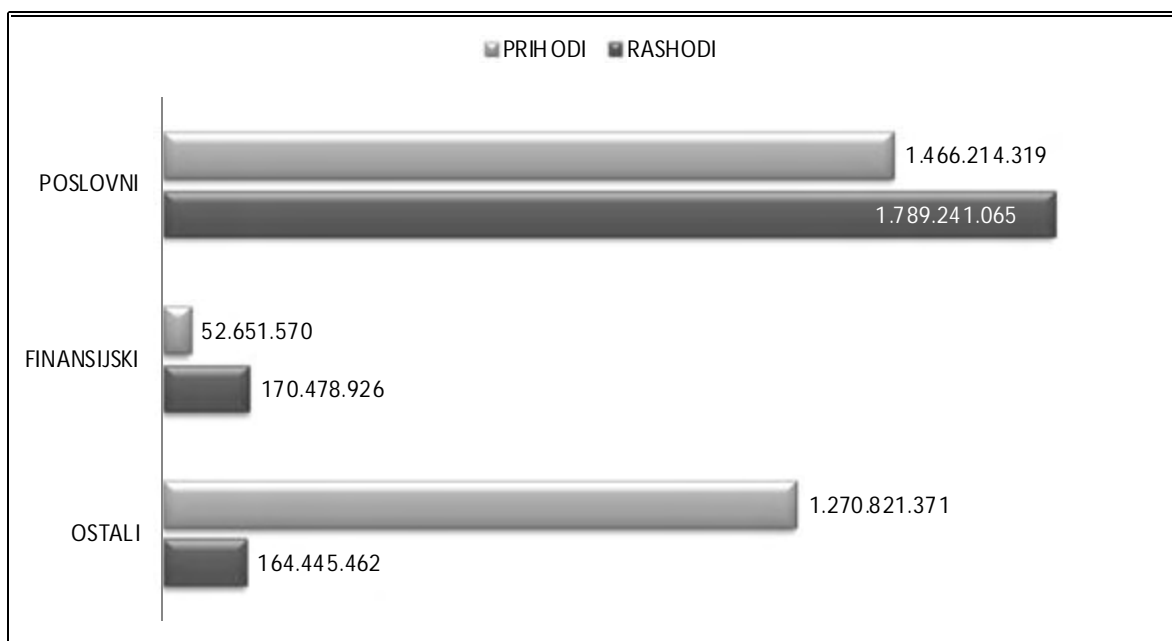 PRIHODI RASHODI
POSLOVNI
1.466.214.319
1.789.241.065
FINANSIJSKI
52.651.570
170.478.926
OSTALI
1.270.821.371
164.445.462